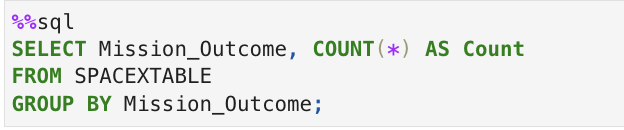 %%sql
SELECT Mission_Outcome, COUNT(*) AS Count
FROM SPACEXTABLE
GROUP BY Mission_Outcome;